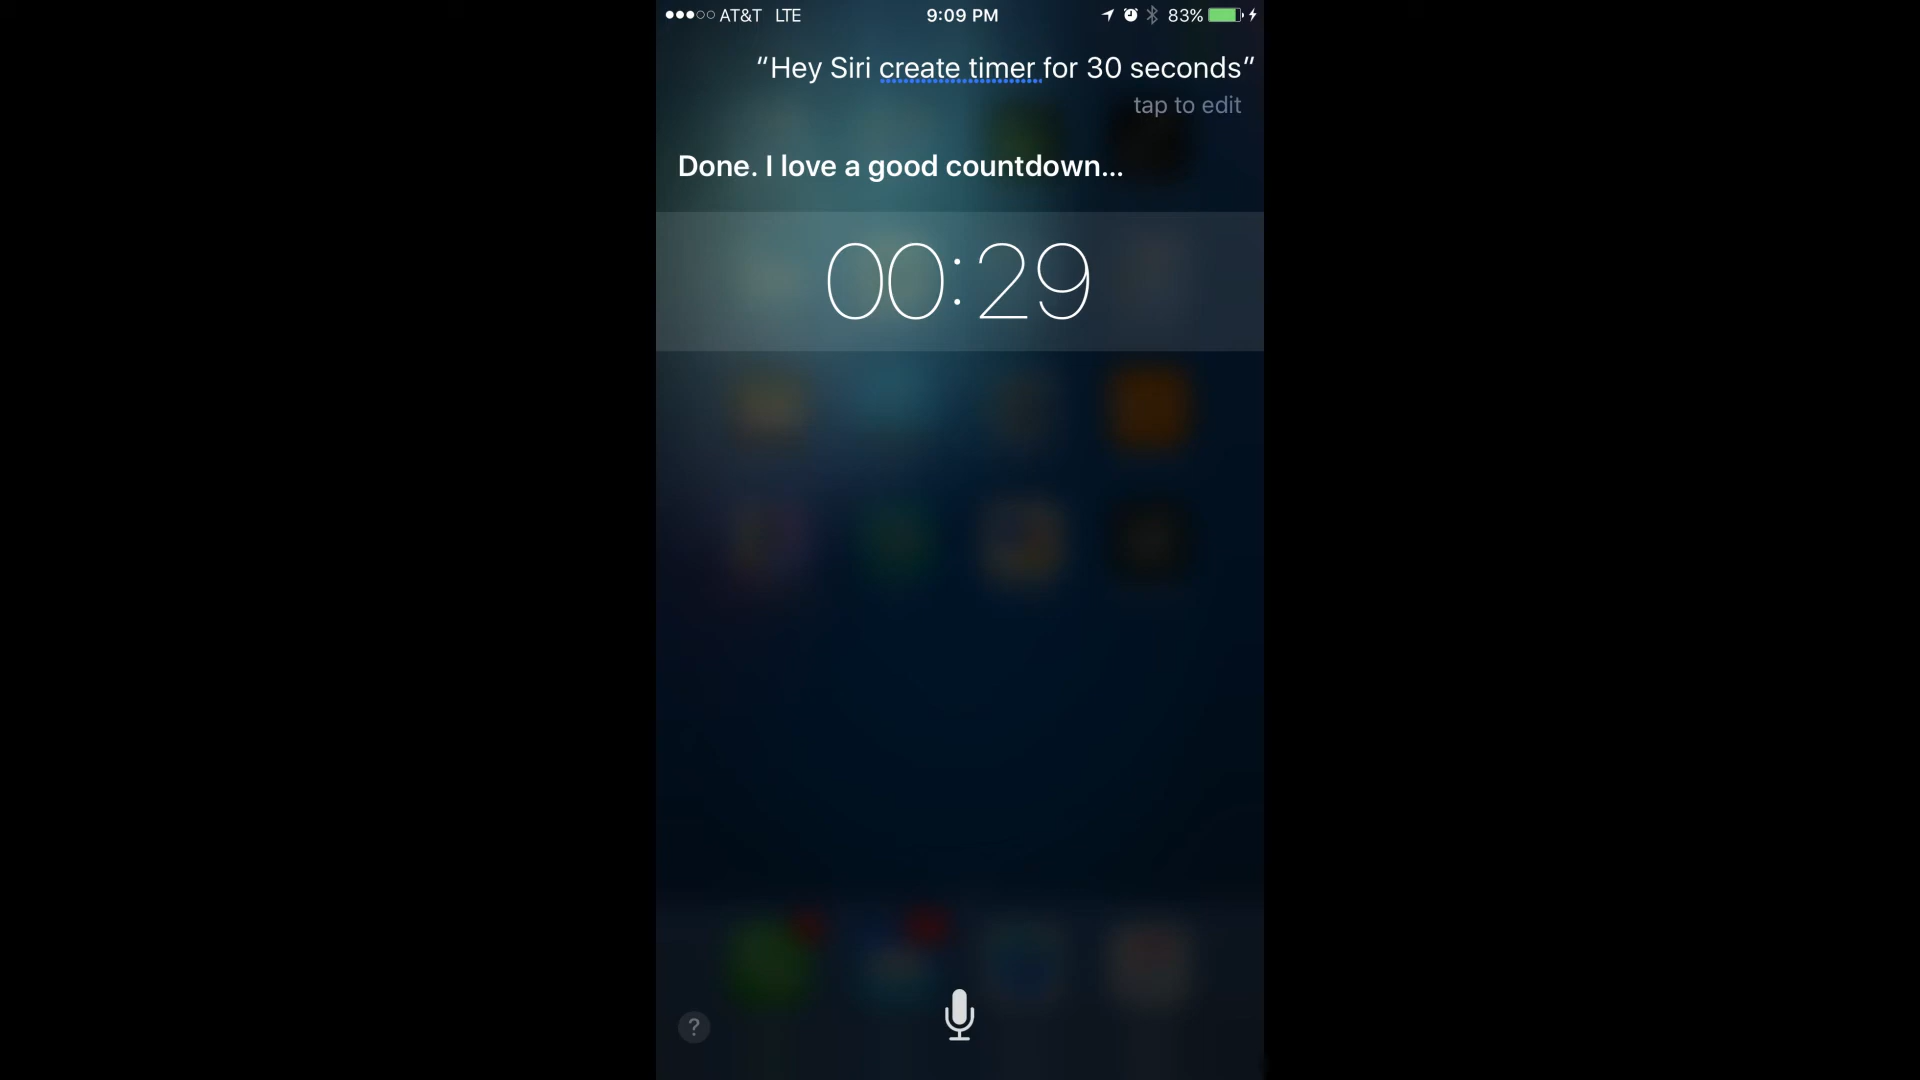 AT&T LTE 9:09 PM 83%
“Hey Siri create timer for 30 seconds”
tap to edit
Done. I love a good countdown...
00:29
?